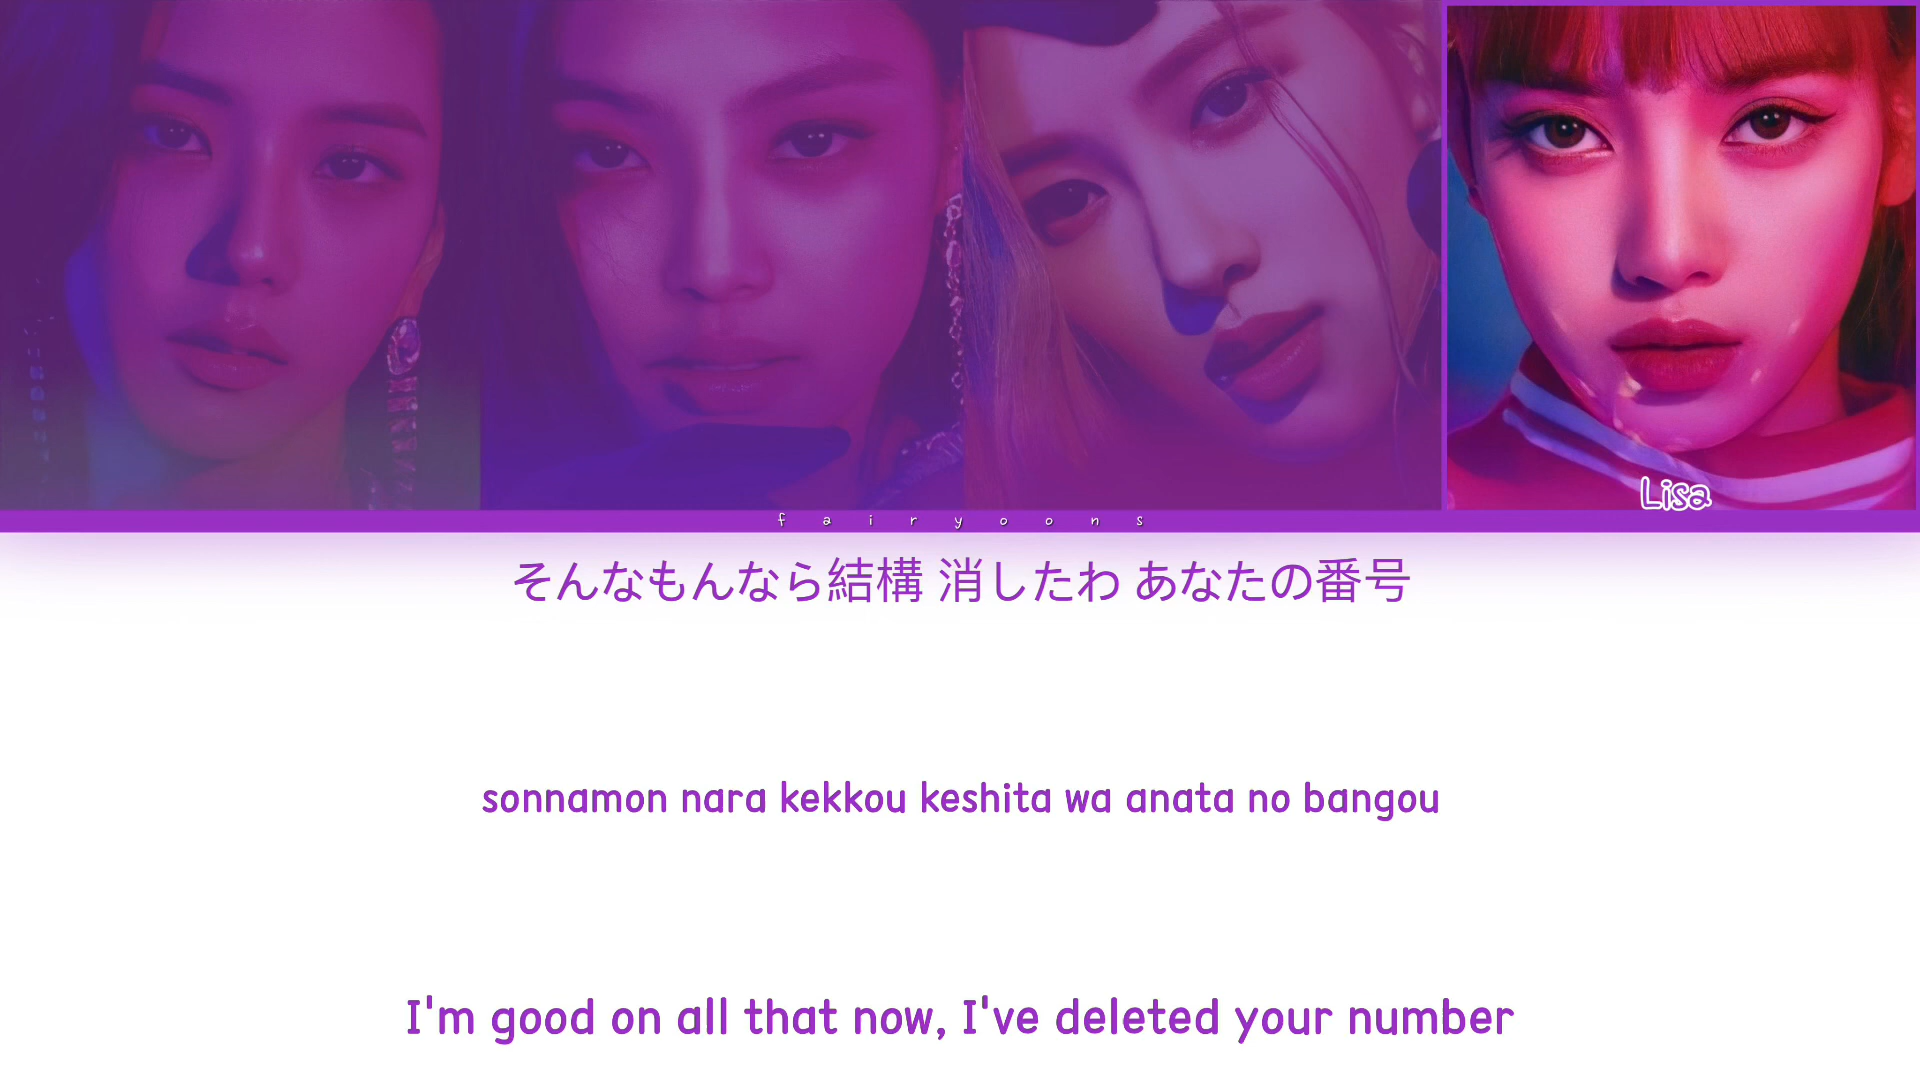 Lisa
fairyoons
そんなもんなら結構 消したわ あなたの番号
sonnamon nara kekkou keshita wa anata no bangou
I'm good on all that now, I've deleted your number